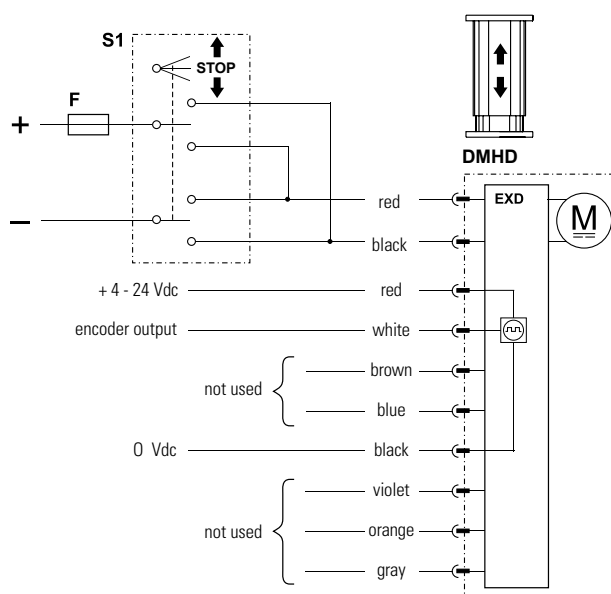 S1
STOP
F
+
–
DMHD
EXD
M
red
black
+ 4 - 24 Vdc
red
encoder output
white
not used
brown
blue
0 Vdc
black
not used
violet
orange
gray